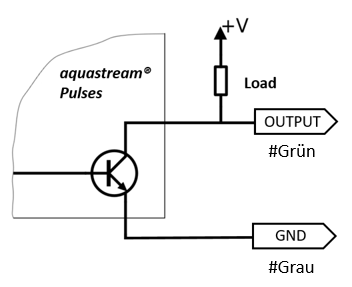 +V
aquastream®
Pulses
Load
OUTPUT
#Grün
GND
#Grau